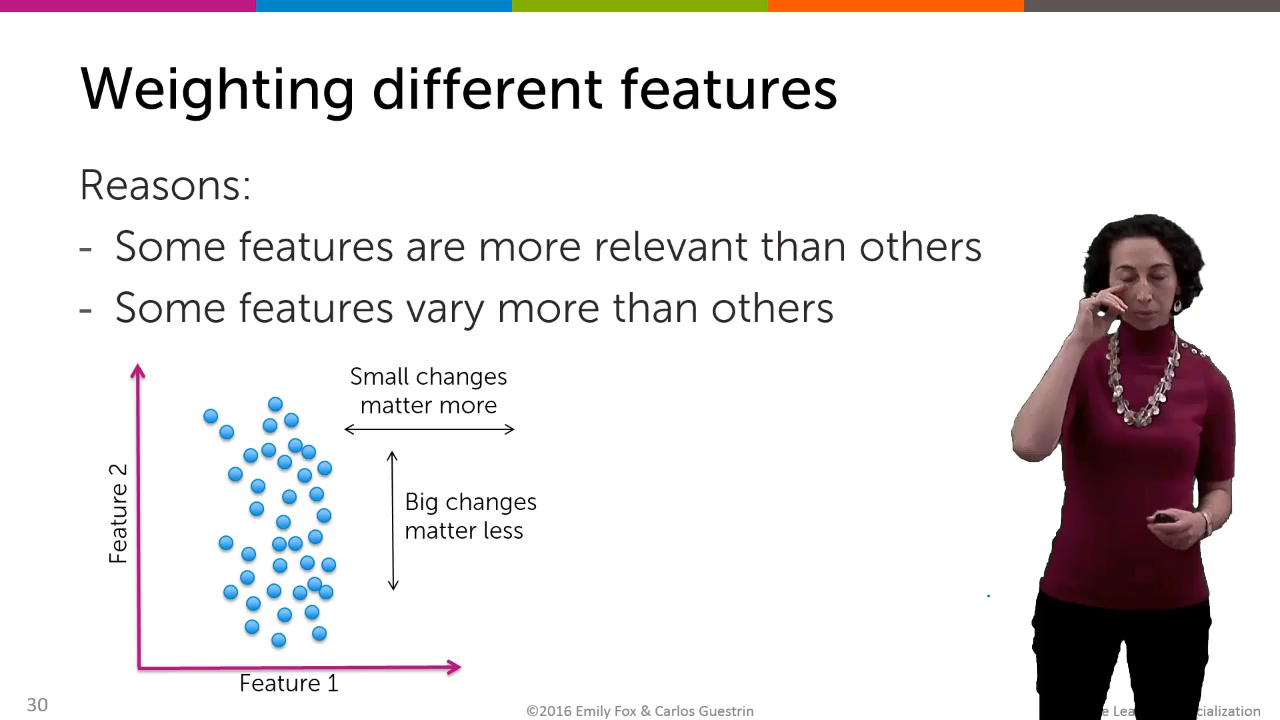 Weighting different features
Reasons:
- Some features are more relevant than others
- Some features vary more than others
Small changes
matter more
Big changes
matter less
Feature 2
Feature 1
30
©2016 Emily Fox & Carlos Guestrin